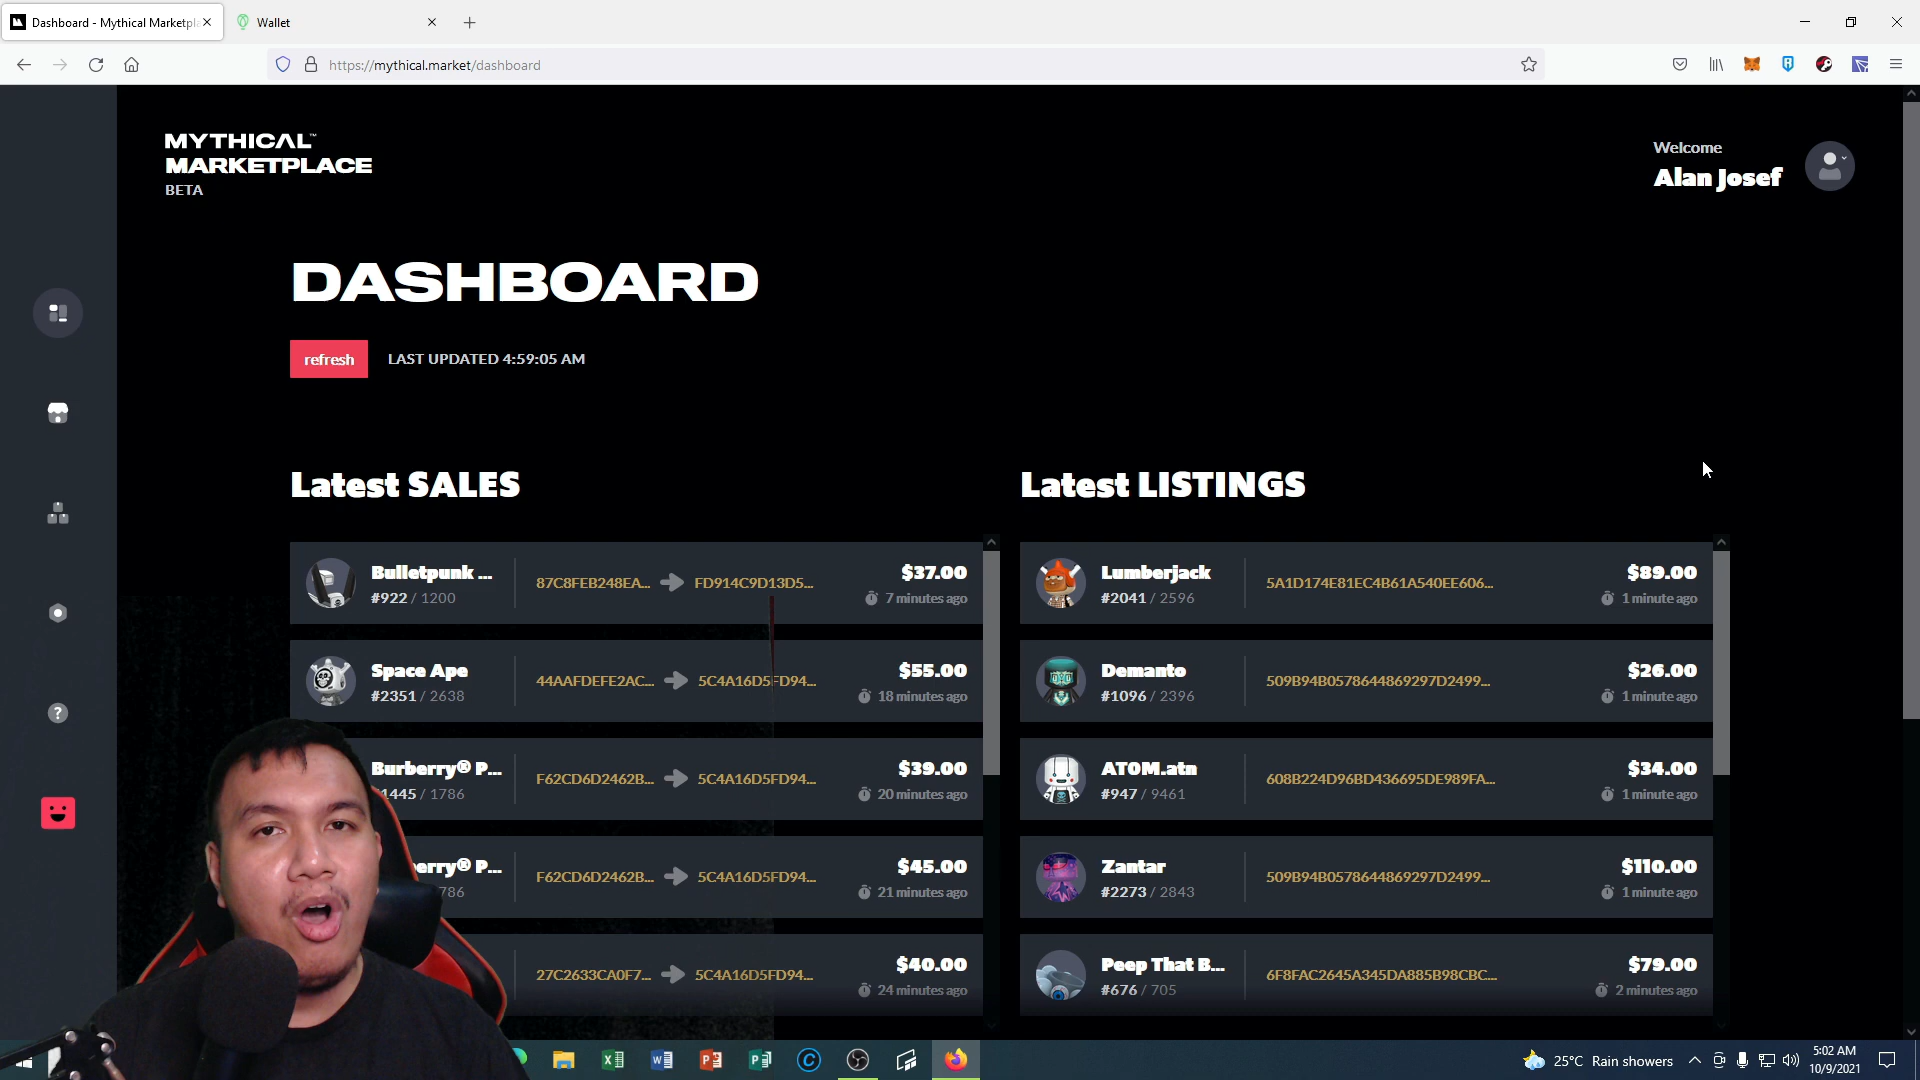 Dashboard - Mythical Marketpl
Wallet
https://mythical.market/dashboard
MYTHICAL™
MARKETPLACE
BETA
Welcome
Alan Josef
DASHBOARD
refresh
LAST UPDATED 4:59:05 AM
Latest SALES
Bulletpunk ...
#922 / 1200
87C8FEB248EA...
FD914C9D13D5...
$37.00
7 minutes ago
Space Ape
#2351 / 2638
44AAFDEFE2AC...
5C4A16D5FD94...
$55.00
18 minutes ago
Burberry® P...
1445 / 1786
F62CD6D2462B...
5C4A16D5FD94...
$39.00
20 minutes ago
berry® P...
786
F62CD6D2462B...
5C4A16D5FD94...
$45.00
21 minutes ago
27C2633CA0F7...
5C4A16D5FD94...
$40.00
24 minutes ago
Latest LISTINGS
Lumberjack
#2041 / 2596
5A1D174E81EC4B61A540EE606...
$89.00
1 minute ago
Demanto
#1096 / 2396
509B94B0578644869297D2499...
$26.00
1 minute ago
ATOM.atn
#947 / 9461
608B224D96BD436695DE989FA...
$34.00
1 minute ago
Zantar
#2273 / 2843
509B94B0578644869297D2499...
$110.00
1 minute ago
Peep That B...
#676 / 705
6F8FAC2645A345DA885B98CBC...
$79.00
2 minutes ago
25°C Rain showers
5:02 AM
10/9/2021